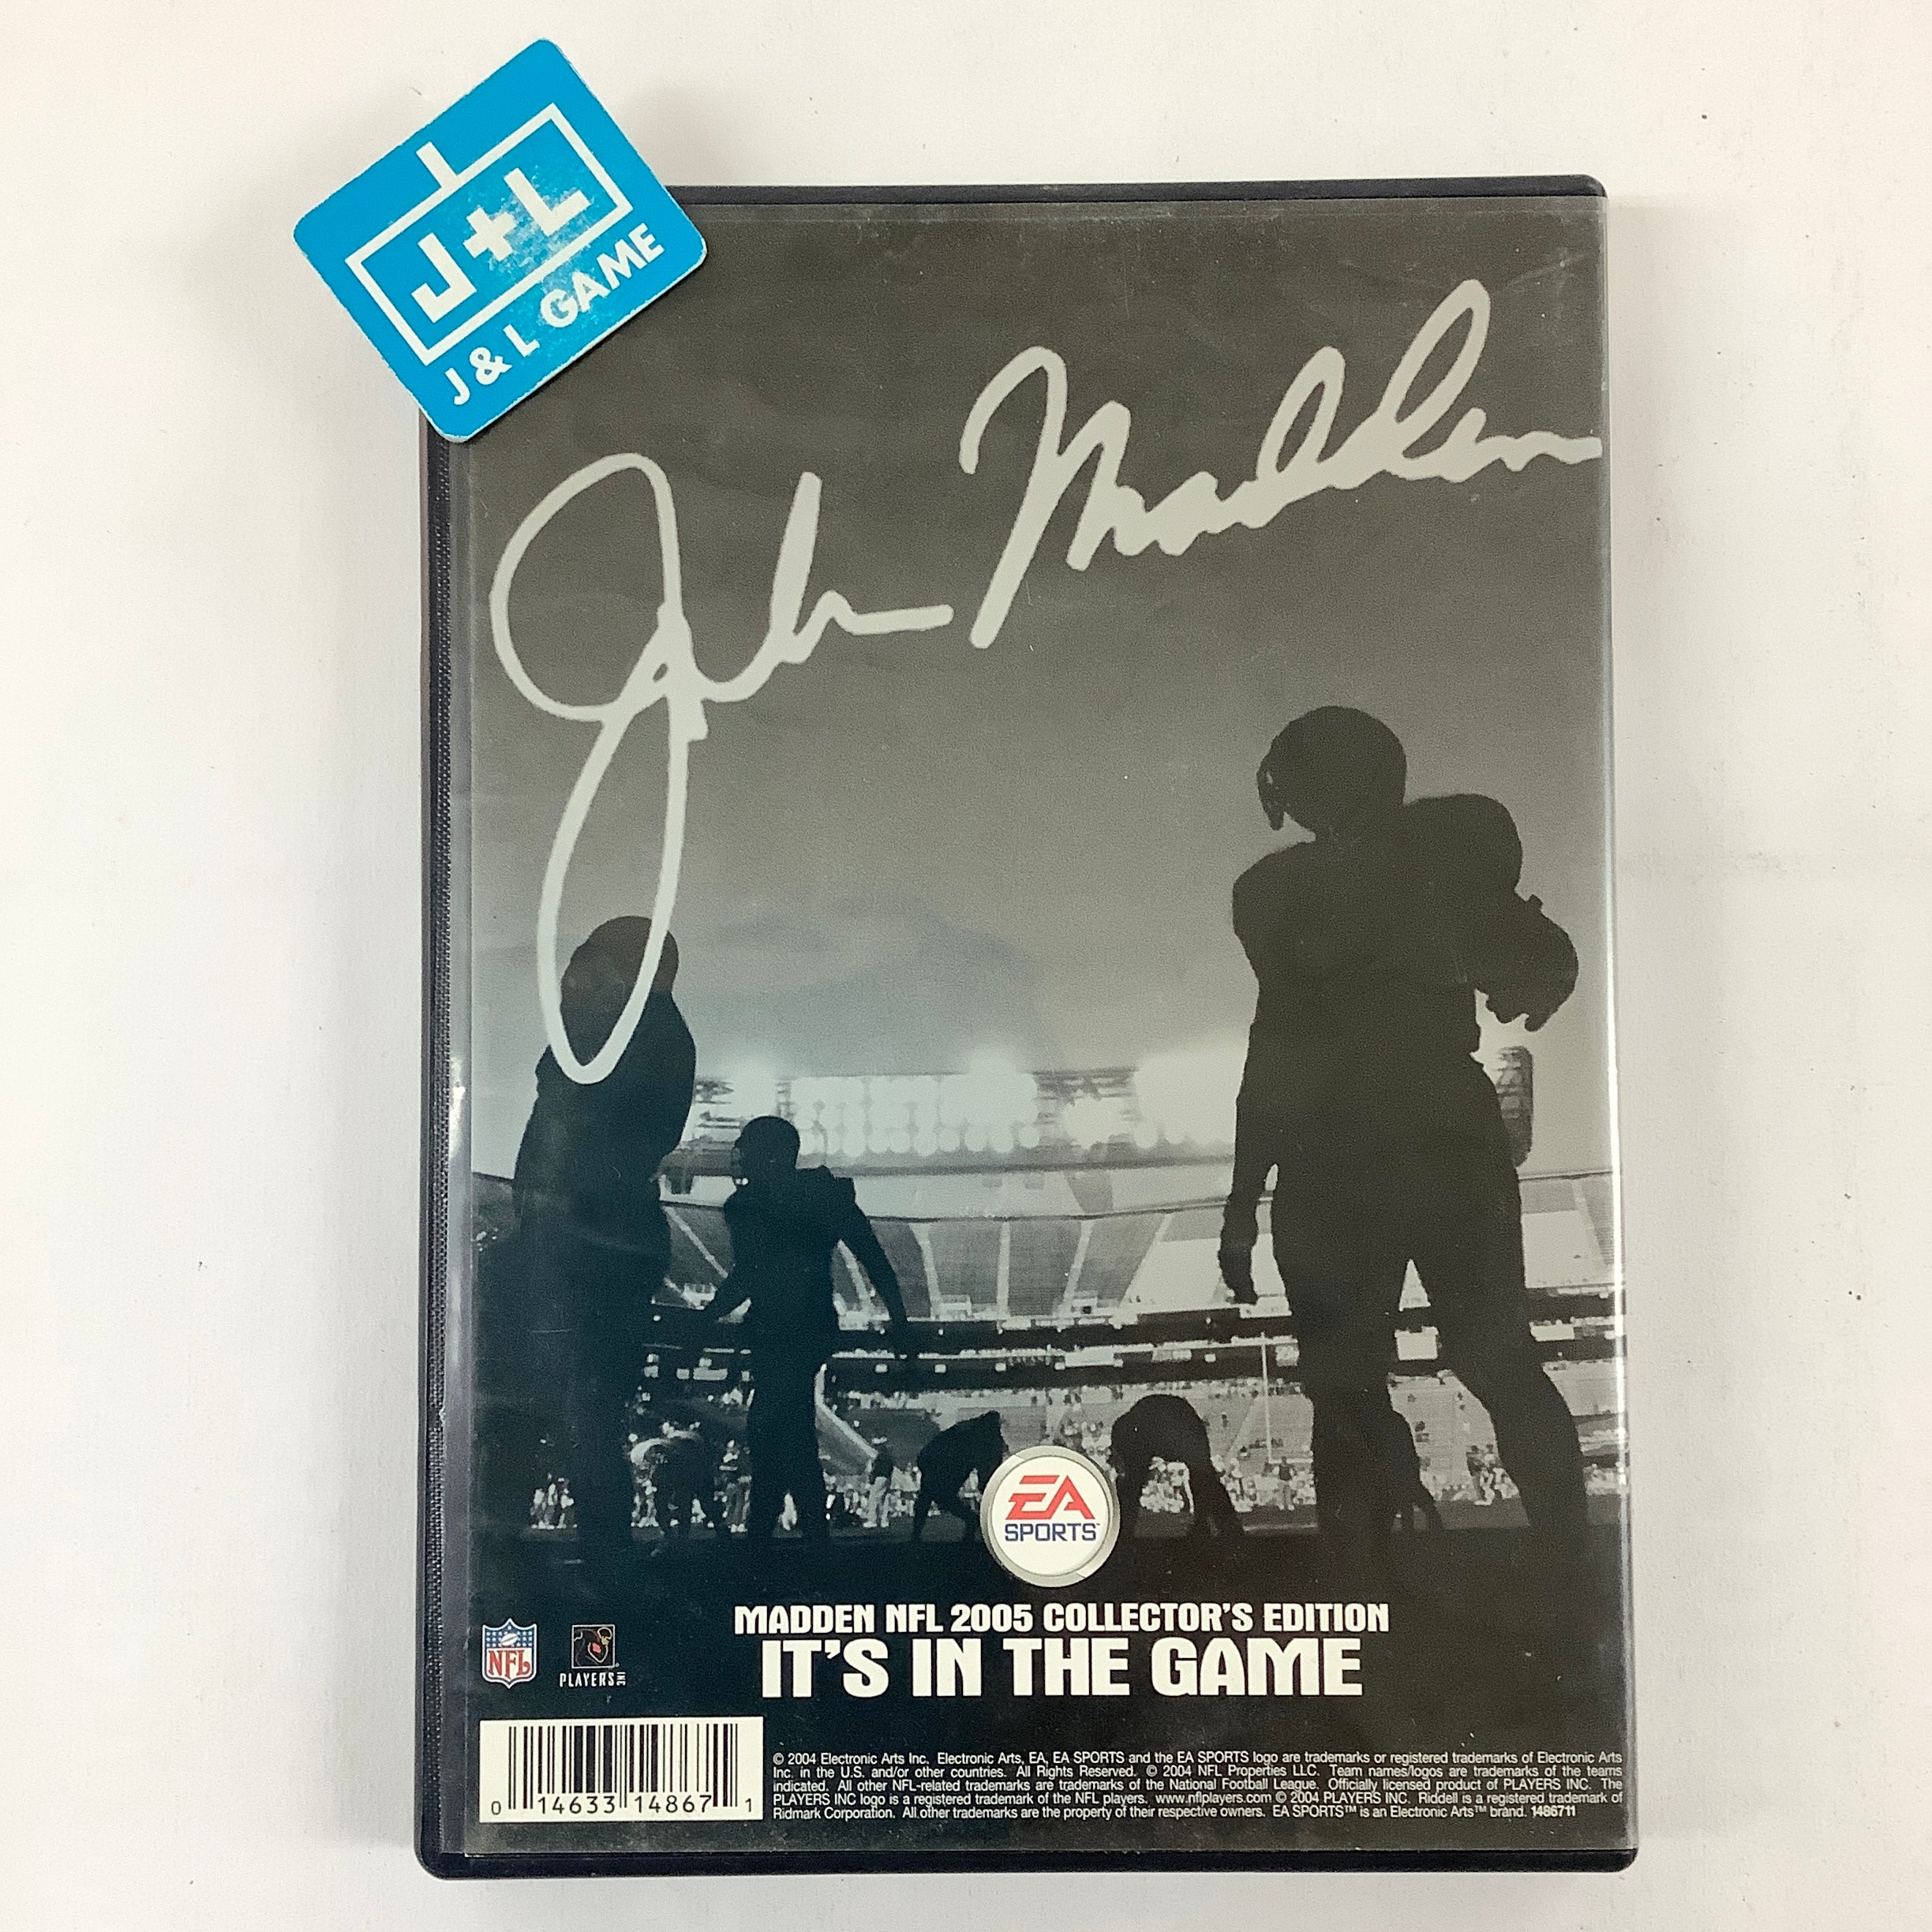 J+L
J & L GAME
John Madden
EA
SPORTS™
MADDEN NFL 2005 COLLECTOR'S EDITION
IT'S IN THE GAME
NFL
PLAYERS INC
0 14633 14867 1
© 2004 Electronic Arts Inc. Electronic Arts, EA, EA SPORTS and the EA SPORTS logo are trademarks or registered trademarks of Electronic Arts
Inc. in the U.S. and/or other countries. All Rights Reserved. © 2004 NFL Properties LLC. Team names/logos are trademarks of the teams
indicated. All other NFL-related trademarks are trademarks of the National Football League. Officially licensed product of PLAYERS INC. The
PLAYERS INC logo is a registered trademark of the NFL players. www.nflplayers.com © 2004 PLAYERS INC. Riddell is a registered trademark of
Ridmark Corporation. All other trademarks are the property of their respective owners. EA SPORTS™ is an Electronic Arts™ brand. 1486711